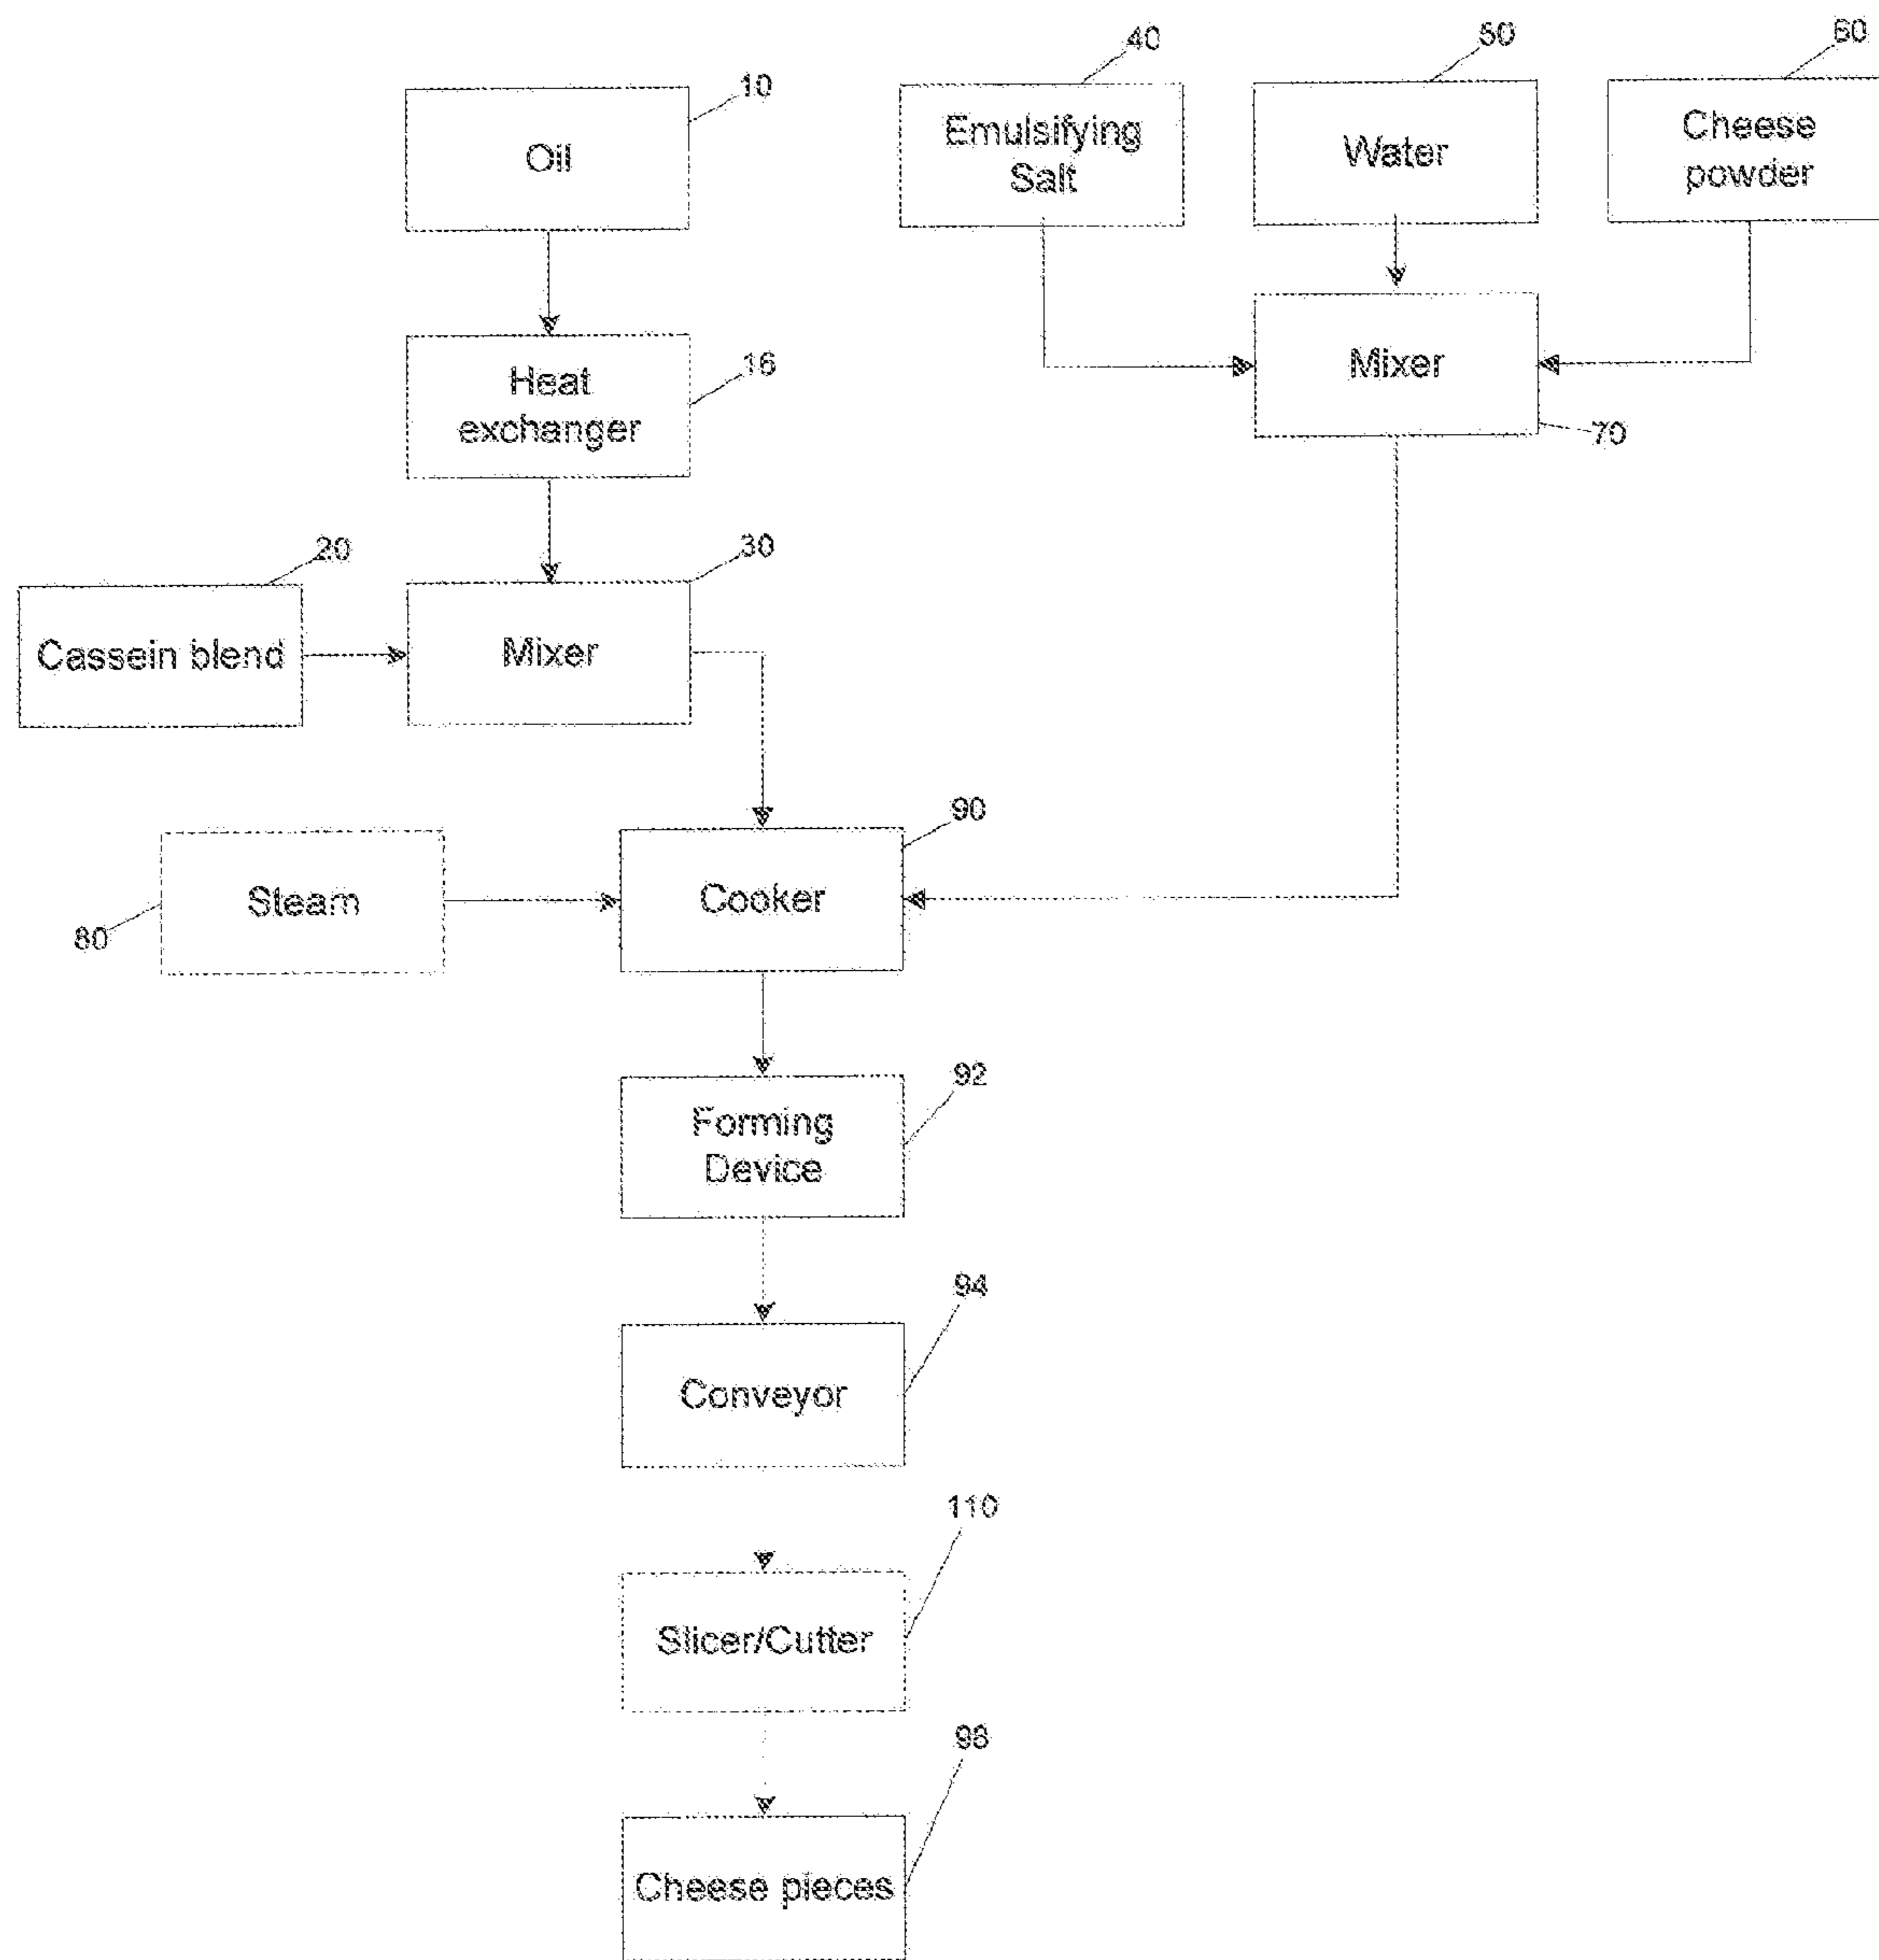 10
Oil
40
Emulsifying
Salt
50
Water
60
Cheese
powder
16
Heat
exchanger
Mixer
70
20
Cassein blend
30
Mixer
80
Steam
90
Cooker
92
Forming
Device
94
Conveyor
110
Slicer/Cutter
98
Cheese pieces